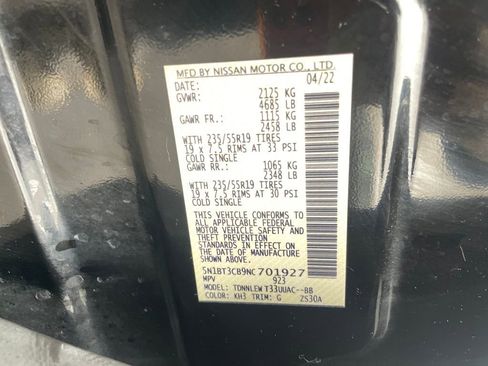 MFD BY NISSAN MOTOR CO., LTD.
DATE: 04/22
GVWR: 2125 KG
4685 LB
GAWR FR.: 1115 KG
2458 LB
WITH 235/55R19 TIRES
19 x 7.5 RIMS AT 33 PSI
COLD SINGLE
GAWR RR.: 1065 KG
2348 LB
WITH 235/55R19 TIRES
19 x 7.5 RIMS AT 30 PSI
COLD SINGLE
THIS VEHICLE CONFORMS TO
ALL APPLICABLE FEDERAL
MOTOR VEHICLE SAFETY AND
THEFT PREVENTION
STANDARDS IN EFFECT ON
THE DATE OF MANUFACTURE
SHOWN ABOVE.
5N1BT3CB9NC701927
MPV 923
MODEL: TDNNLEW T33UUAC--BB
COLOR: KH3 TRIM: G ZS30A